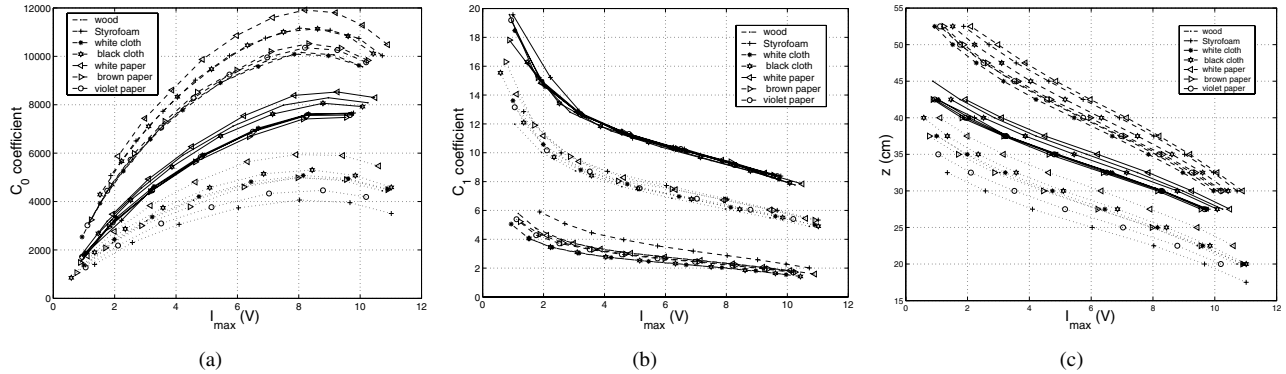 12000
10000
8000
6000
4000
2000
0
0 2 4 6 8 10 12
C0 coefficient
Imax (V)
wood
Styrofoam
white cloth
black cloth
white paper
brown paper
violet paper
(a)
20
18
16
14
12
10
8
6
4
2
0
0 2 4 6 8 10 12
C1 coefficient
Imax (V)
wood
Styrofoam
white cloth
black cloth
white paper
brown paper
violet paper
(b)
55
50
45
40
35
30
25
20
15
0 2 4 6 8 10 12
z (cm)
Imax (V)
wood
Styrofoam
white cloth
black cloth
white paper
brown paper
violet paper
(c)